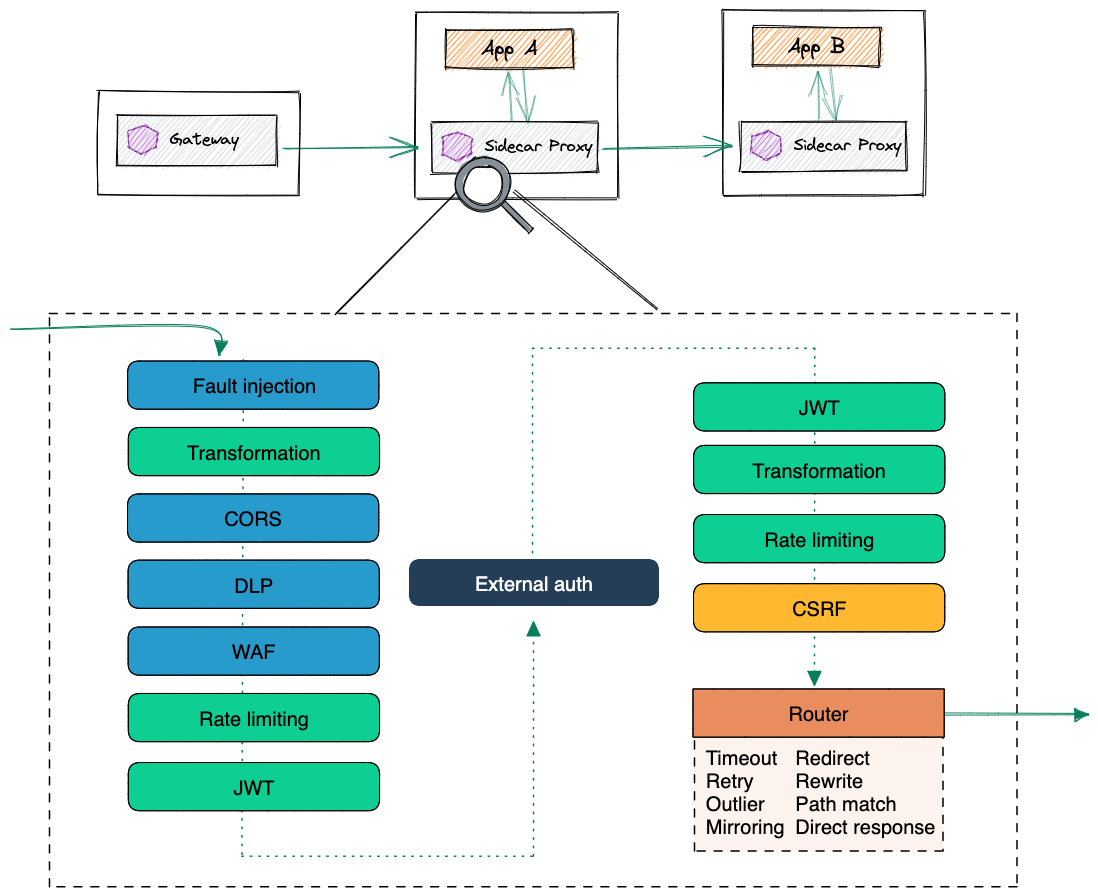 App A
App B
Gateway
Sidecar Proxy
Sidecar Proxy
Fault injection
Transformation
CORS
DLP
WAF
Rate limiting
JWT
External auth
JWT
Transformation
Rate limiting
CSRF
Router
Timeout Redirect
Retry Rewrite
Outlier Path match
Mirroring Direct response